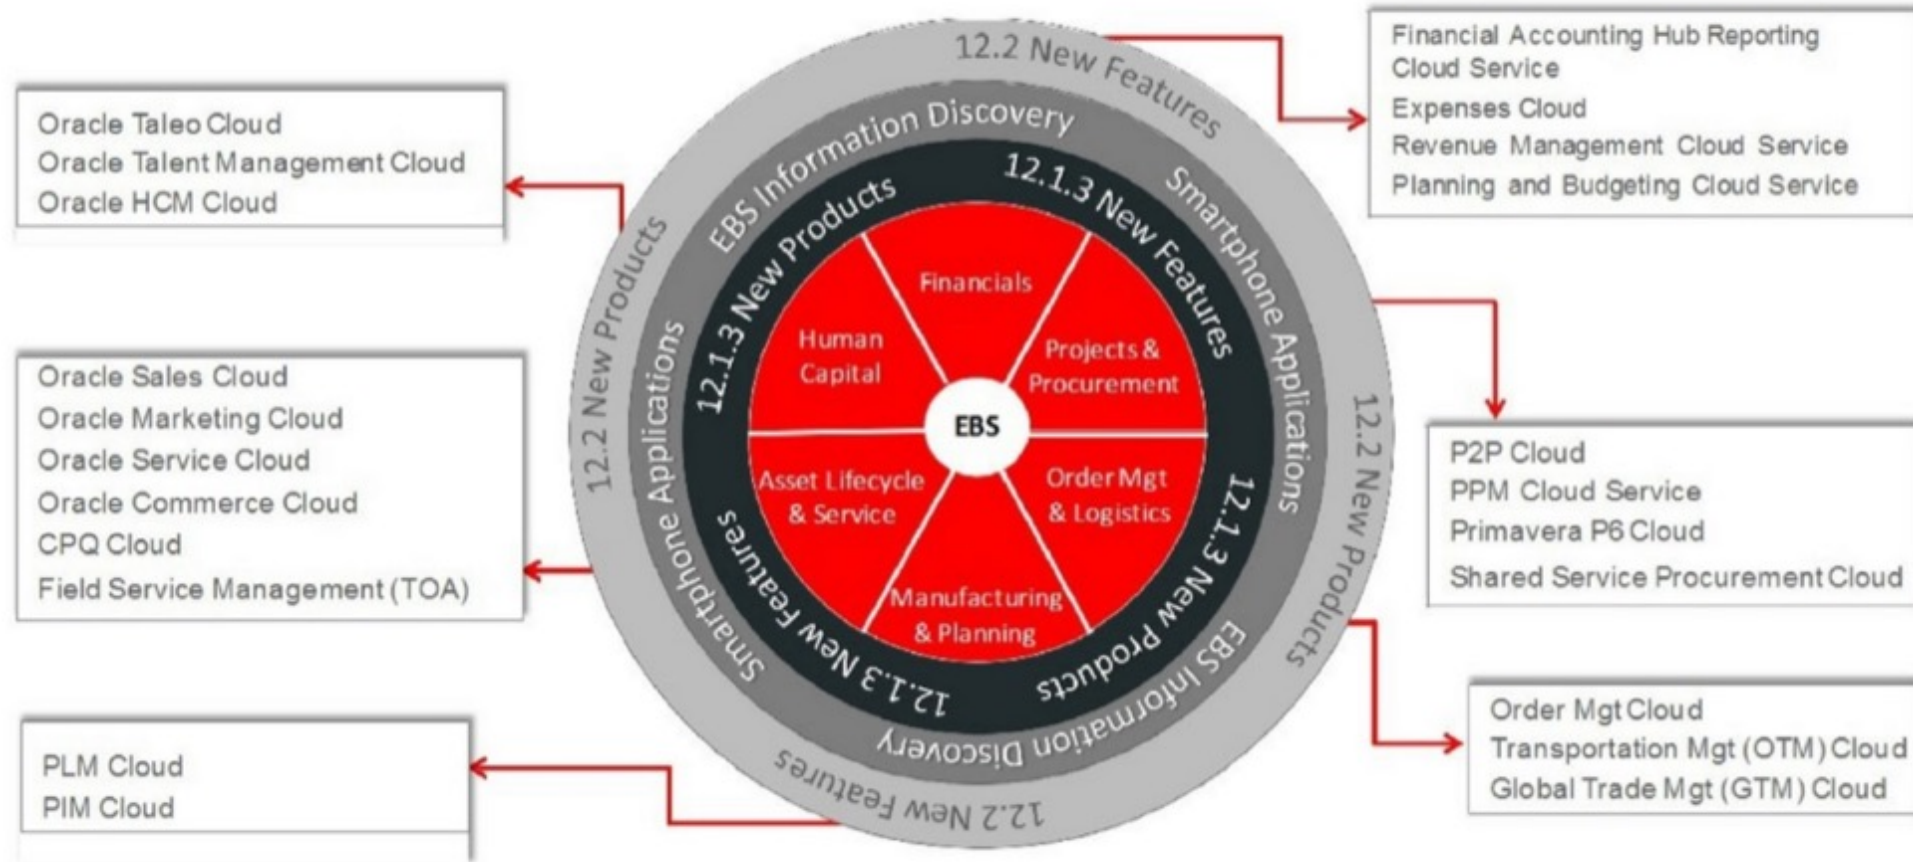 Oracle Taleo Cloud
Oracle Talent Management Cloud
Oracle HCM Cloud
Oracle Sales Cloud
Oracle Marketing Cloud
Oracle Service Cloud
Oracle Commerce Cloud
CPQ Cloud
Field Service Management (TOA)
PLM Cloud
PIM Cloud
12.2 New Features
12.2 New Products
12.2 New Features
12.2 New Products
EBS Information Discovery
Smartphone Applications
EBS Information Discovery
Smartphone Applications
12.1.3 New Products
12.1.3 New Features
12.1.3 New Products
12.1.3 New Features
Financials
Human
Capital
Projects &
Procurement
EBS
Asset Lifecycle
& Service
Order Mgt
& Logistics
Manufacturing
& Planning
Financial Accounting Hub Reporting
Cloud Service
Expenses Cloud
Revenue Management Cloud Service
Planning and Budgeting Cloud Service
P2P Cloud
PPM Cloud Service
Primavera P6 Cloud
Shared Service Procurement Cloud
Order Mgt Cloud
Transportation Mgt (OTM) Cloud
Global Trade Mgt (GTM) Cloud